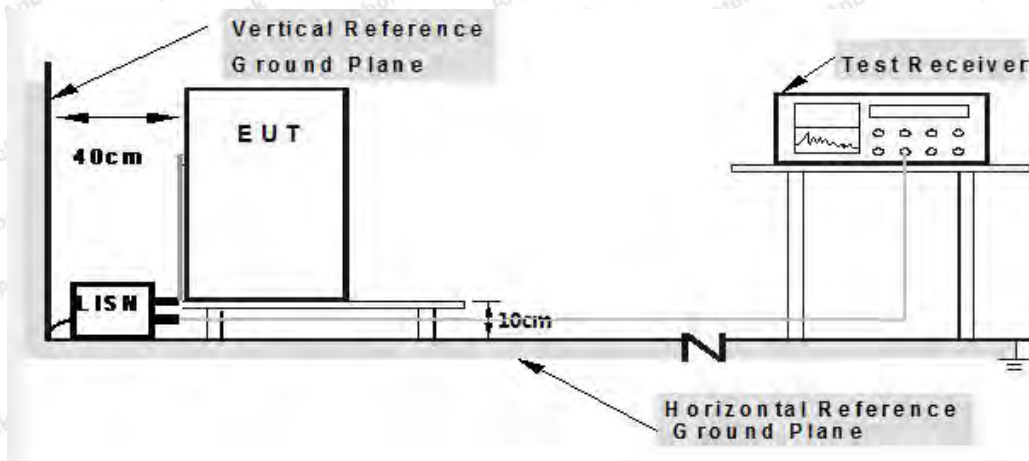 Vertical Reference
Ground Plane
Test Receiver
EUT
40cm
LISN
10cm
Horizontal Reference
Ground Plane